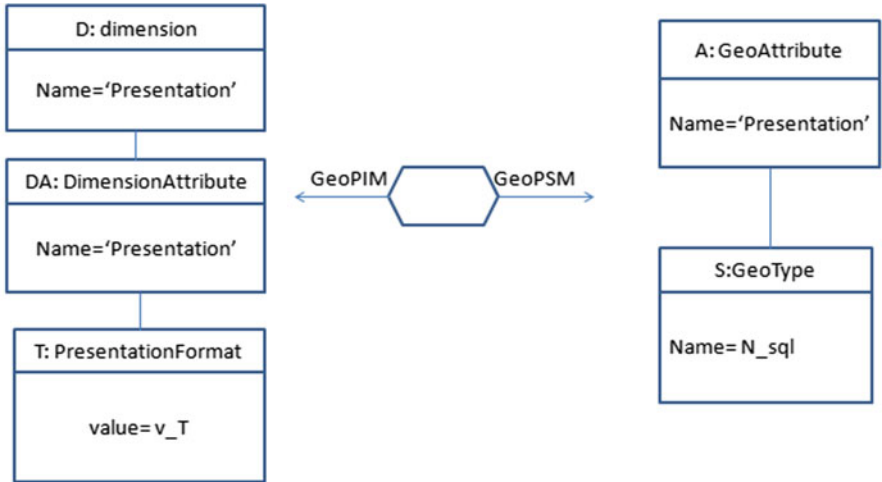 D: dimension
Name=‘Presentation’
DA: DimensionAttribute
Name=‘Presentation’
T: PresentationFormat
value= v_T
GeoPIM
GeoPSM
A: GeoAttribute
Name=‘Presentation’
S:GeoType
Name= N_sql